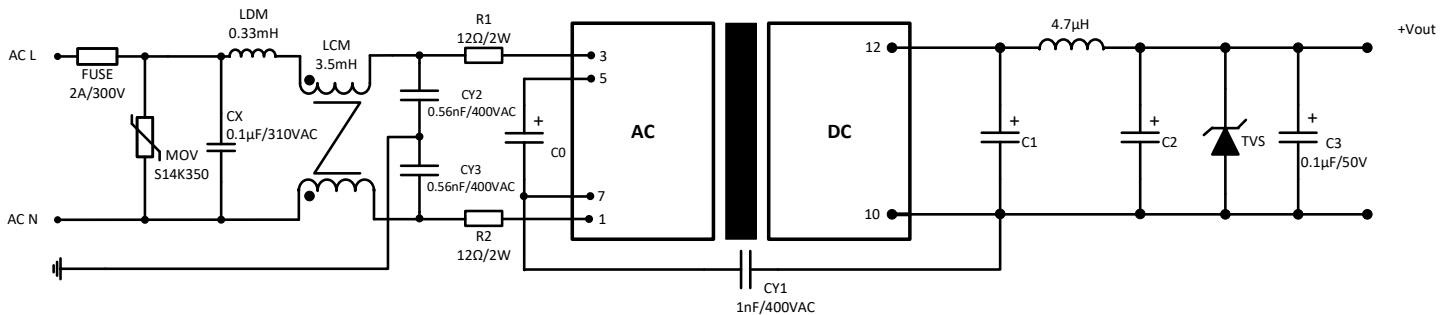 LDM
0.33mH
LCM
3.5mH
R1
12Ω/2W
4.7µH
+Vout
AC L
FUSE
2A/300V
3
5
12
CY2
0.56nF/400VAC
CX
0.1µF/310VAC
MOV
S14K350
+
C0
AC
DC
+
C1
+
C2
TVS
+
C3
0.1µF/50V
CY3
0.56nF/400VAC
7
1
10
AC N
R2
12Ω/2W
CY1
1nF/400VAC